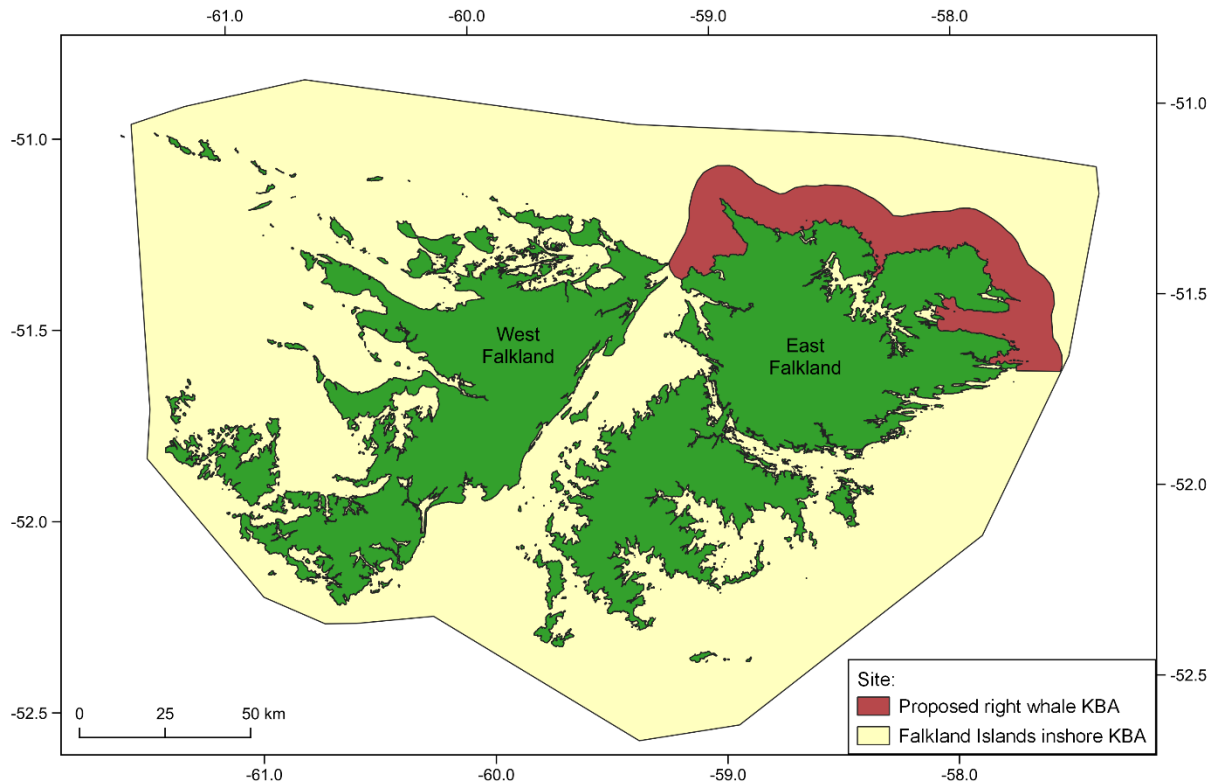 -61.0 -60.0 -59.0 -58.0
-51.0 -51.0
-51.5 -51.5
West
Falkland
East
Falkland
-52.0 -52.0
-52.5 -52.5
Site:
Proposed right whale KBA
Falkland Islands inshore KBA
0 25 50 km
-61.0 -60.0 -59.0 -58.0